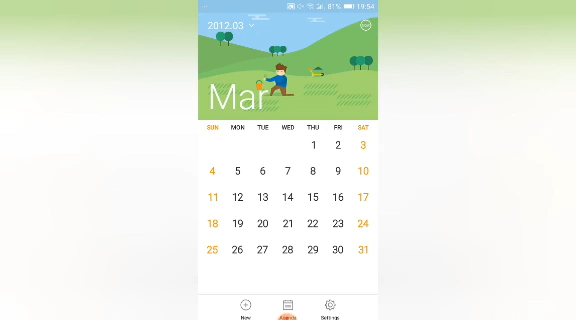 81% 19:54
2012.03
Mar
SUN MON TUE WED THU FRI SAT
1 2 3
4 5 6 7 8 9 10
11 12 13 14 15 16 17
18 19 20 21 22 23 24
25 26 27 28 29 30 31
New Agenda Settings